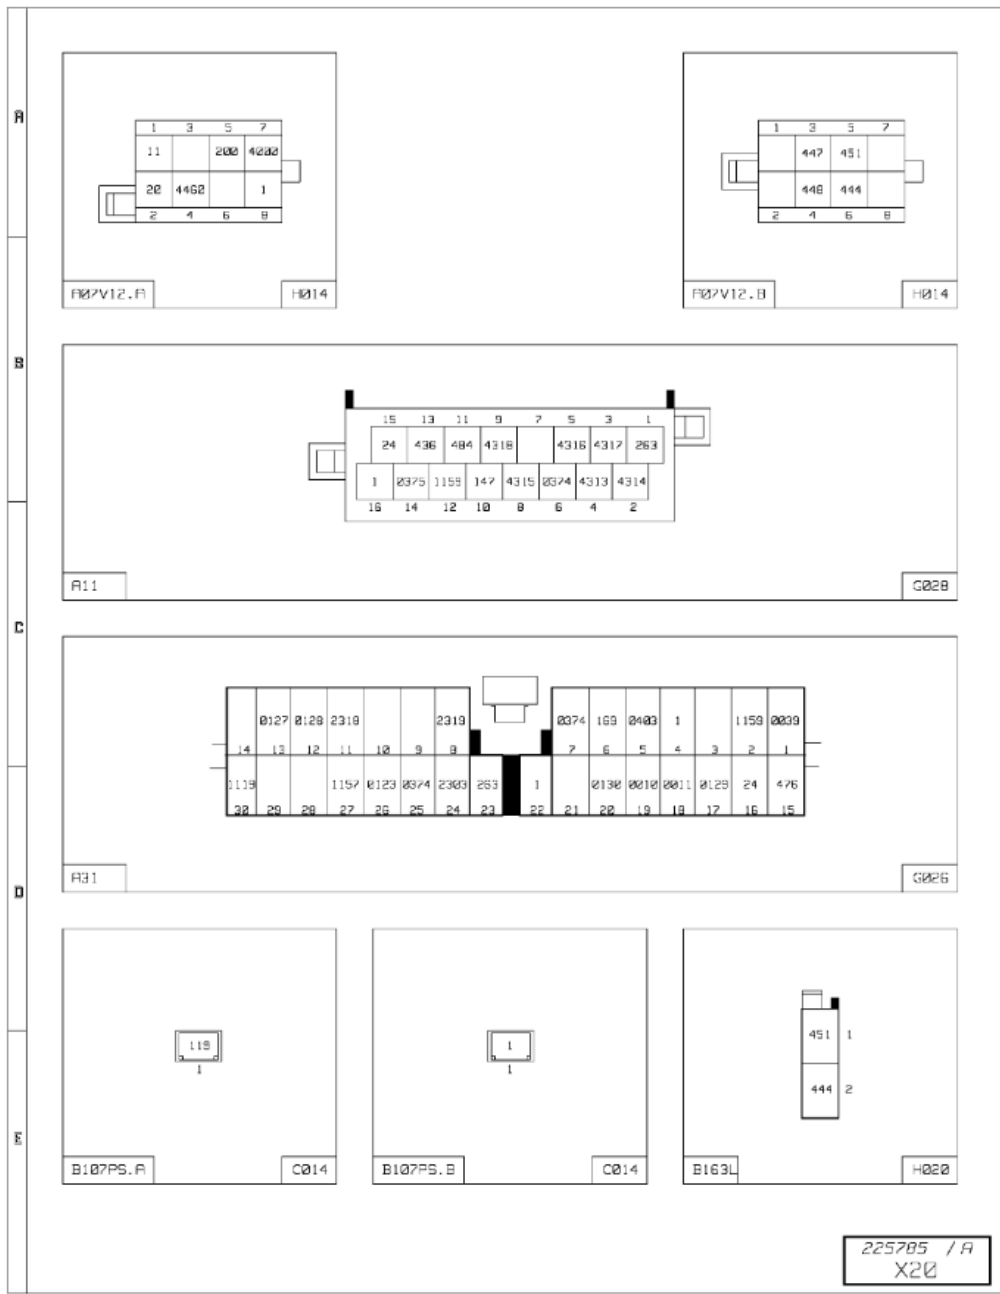 A
1 3 5 7
11 200 4000
20 4460 1
2 4 6 8
A07V12.A H014
1 3 5 7
447 451
448 444
2 4 6 8
A07V12.B H014
B
15 13 11 9 7 5 3 1
24 436 484 4318 4316 4317 263
1 0375 1159 147 4315 0374 4313 4314
16 14 12 10 8 6 4 2
A11 G028
C
0127 0128 2318 2319 0374 169 0403 1 1159 0039
14 13 12 11 10 9 8 7 6 5 4 3 2 1
1119 1157 0123 0374 2303 263 1 0130 0010 0011 0129 24 476
30 29 28 27 26 25 24 23 22 21 20 19 18 17 16 15
A31 G026
D
119
1
B107PS.A C014
1
1
B107PS.B C014
451 1
444 2
B163L H020
E
225785 / A
X20